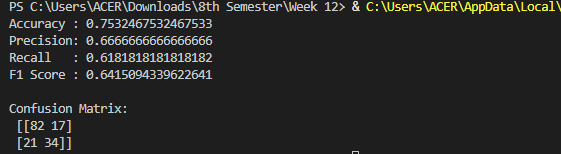 PS C:\Users\ACER\Downloads\8th Semester\Week 12> & C:\Users\ACER\AppData\Local\
Accuracy : 0.7532467532467533
Precision: 0.6666666666666666
Recall   : 0.6181818181818182
F1 Score : 0.6415094339622641
Confusion Matrix:
[[82 17]
[21 34]]